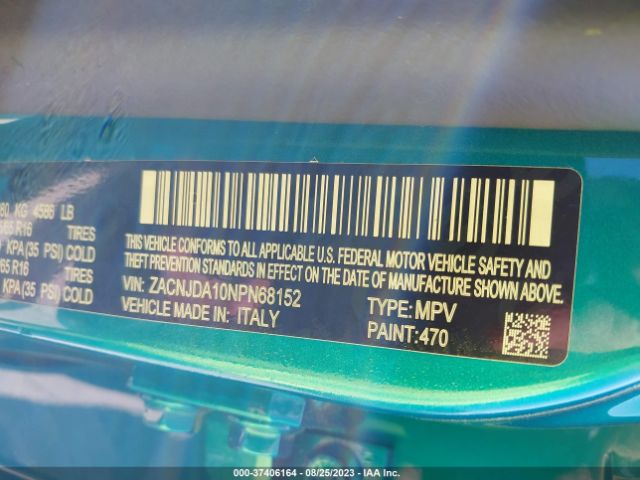 80 KG 4586 LB
65 R16 TIRES
KPA (35 PSI) COLD
65 R16 TIRES
KPA (35 PSI) COLD
THIS VEHICLE CONFORMS TO ALL APPLICABLE U.S. FEDERAL MOTOR VEHICLE SAFETY AND
THEFT PREVENTION STANDARDS IN EFFECT ON THE DATE OF MANUFACTURE SHOWN ABOVE.
VIN: ZACNJDA10NPN68152 TYPE: MPV
VEHICLE MADE IN: ITALY PAINT: 470
000-37406164 - 08/25/2023 - IAA Inc.